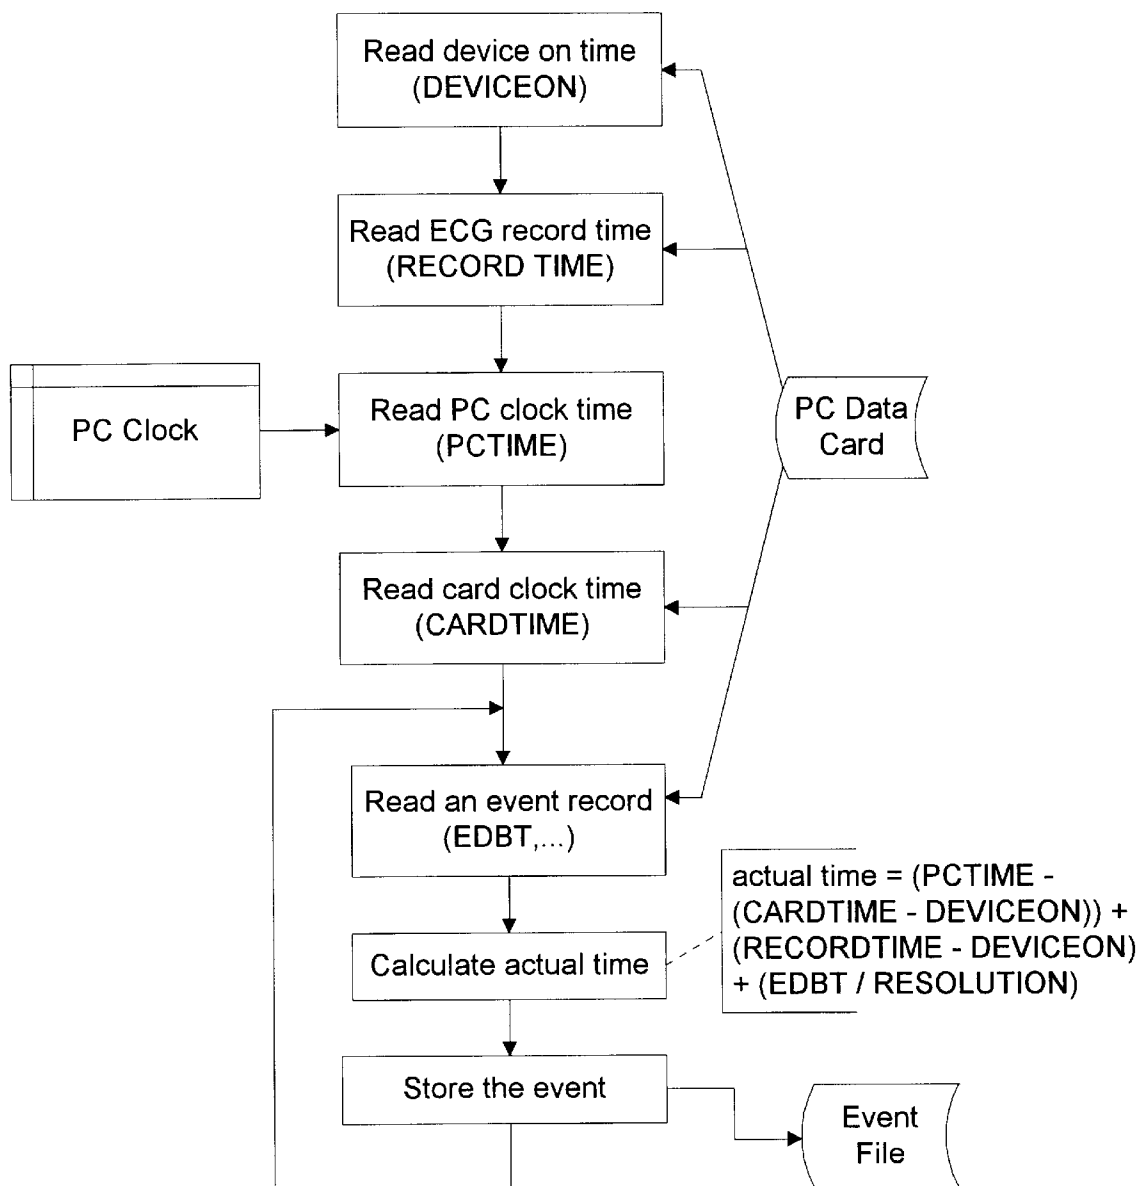 Read device on time
(DEVICEON)
Read ECG record time
(RECORD TIME)
PC Clock
Read PC clock time
(PCTIME)
PC Data
Card
Read card clock time
(CARDTIME)
Read an event record
(EDBT,...)
actual time = (PCTIME -
(CARDTIME - DEVICEON)) +
(RECORDTIME - DEVICEON)
+ (EDBT / RESOLUTION)
Calculate actual time
Store the event
Event
File